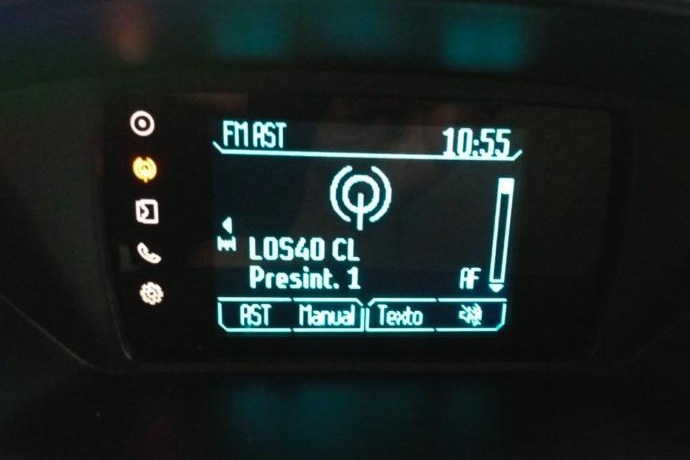 FM AST
10:55
LOS40 CL
Presint. 1
AF
AST Manual Texto